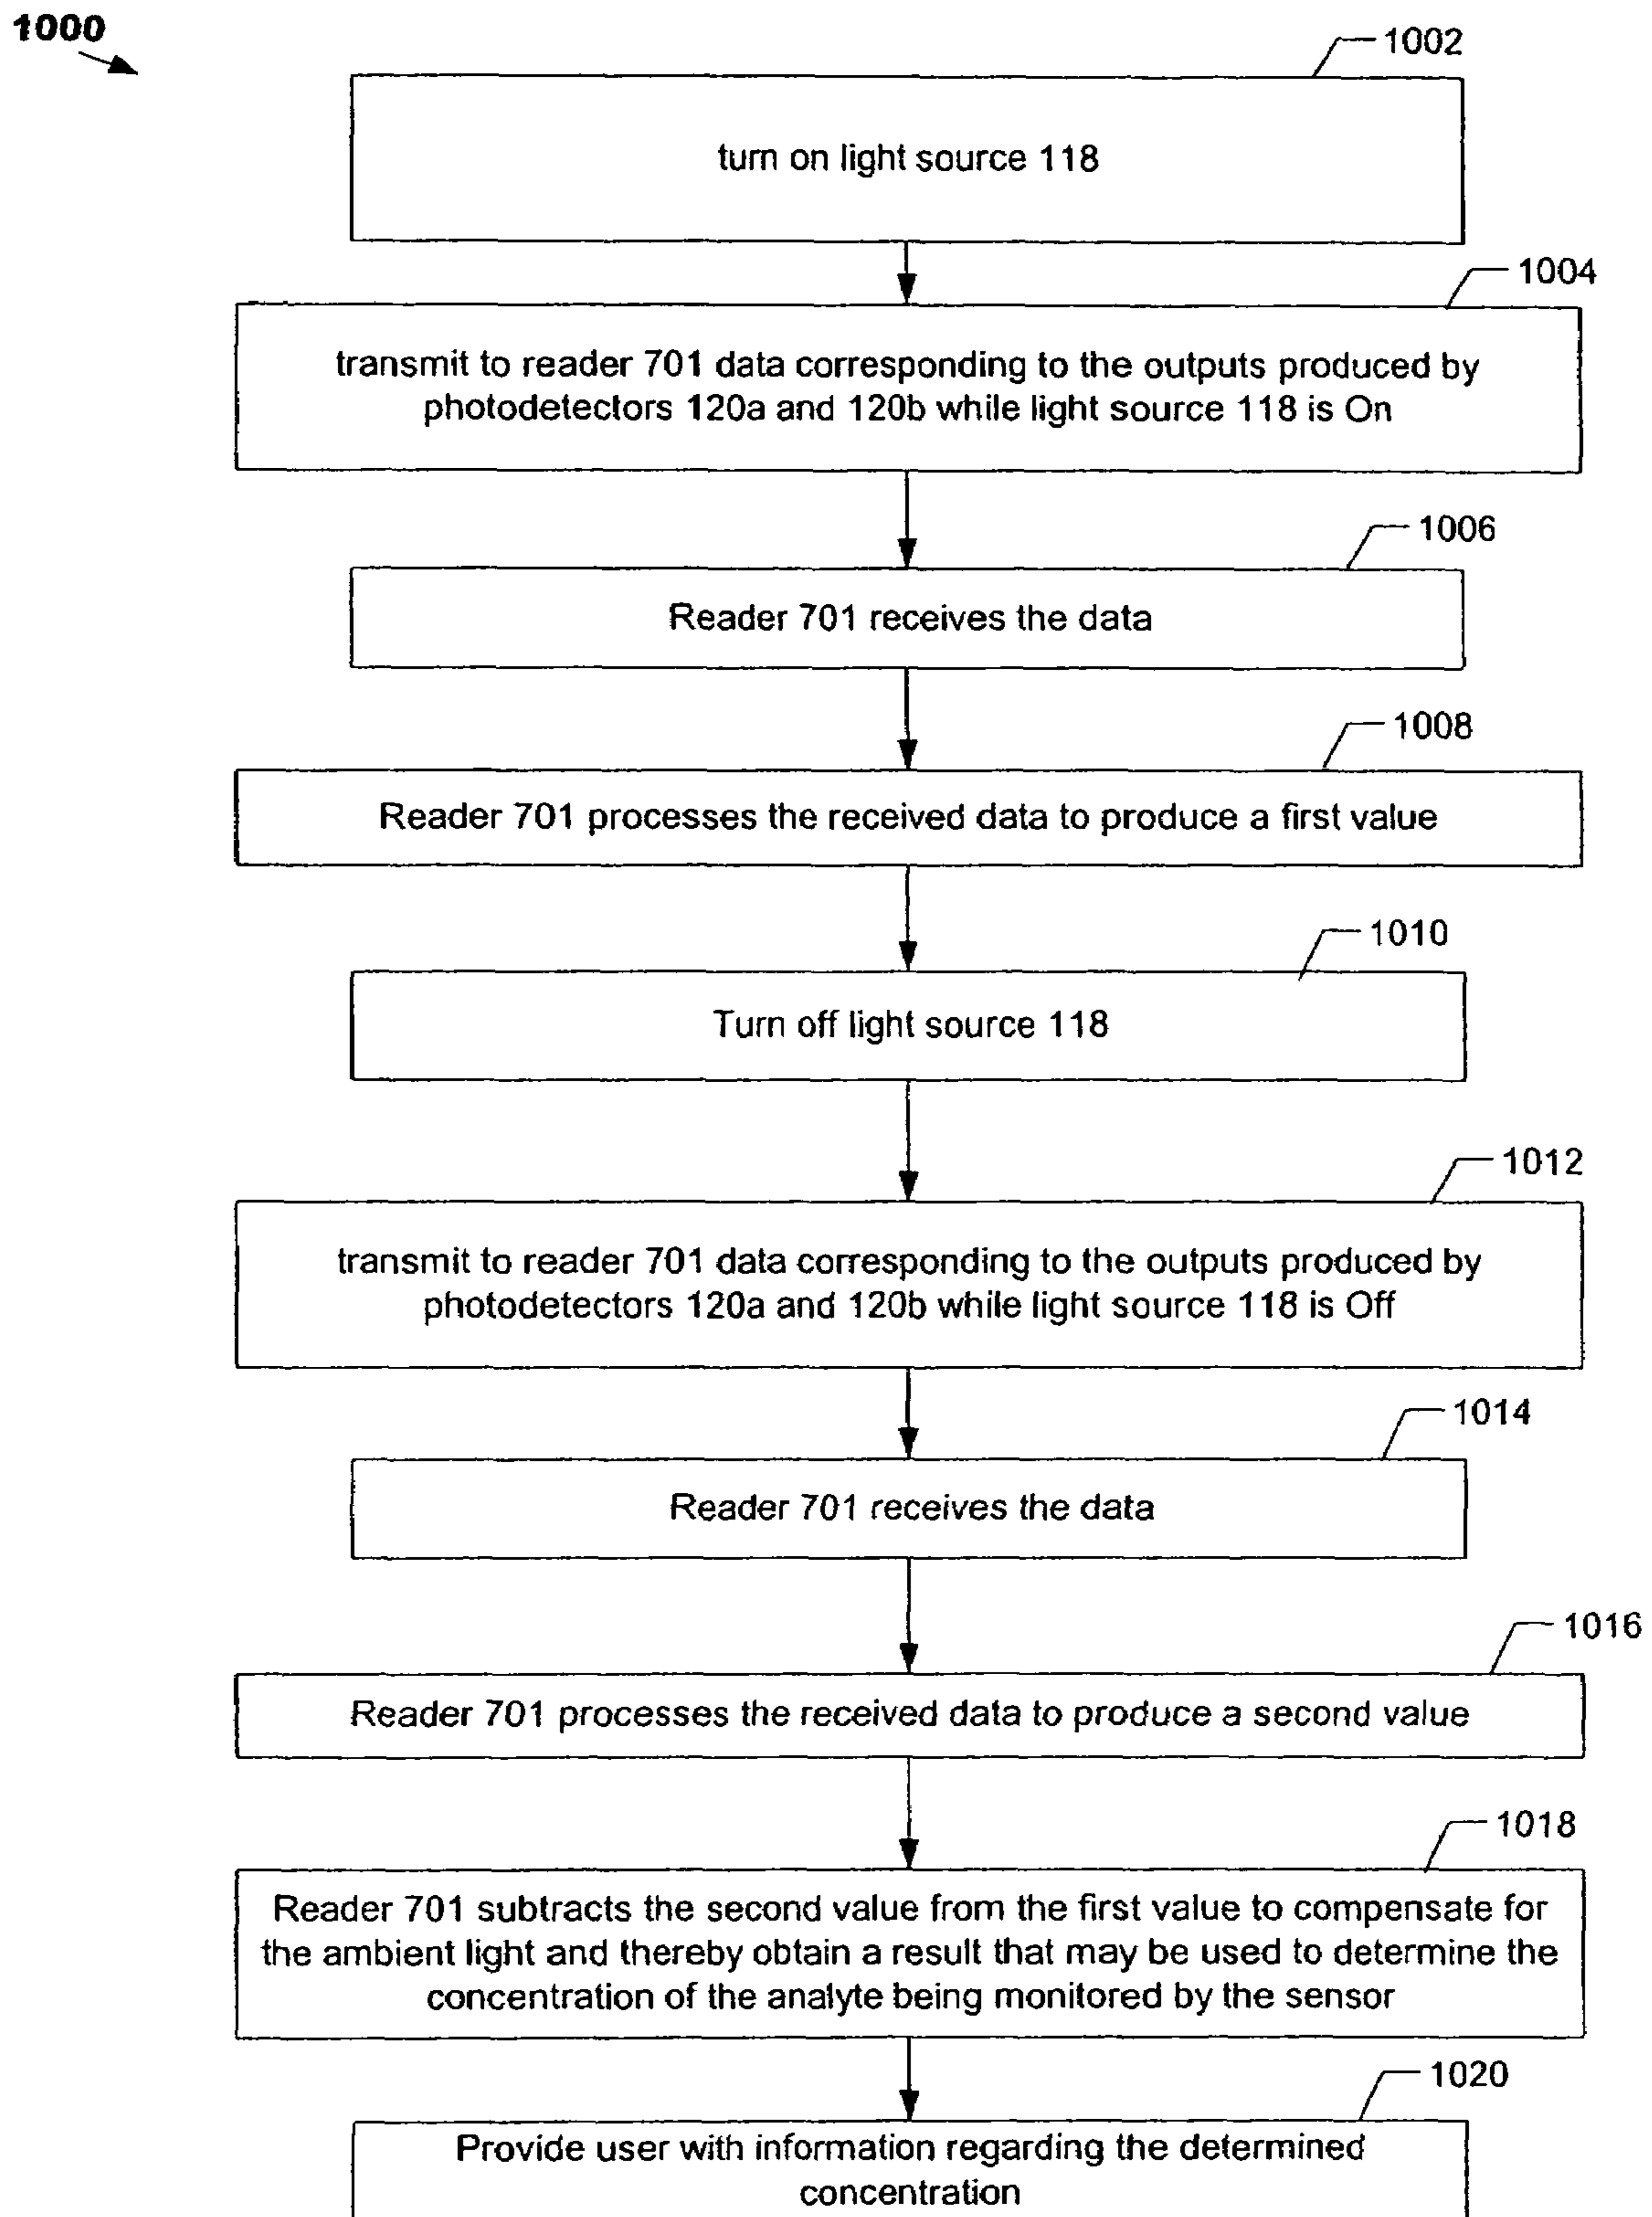 1000
1002
turn on light source 118
1004
transmit to reader 701 data corresponding to the outputs produced by
photodetectors 120a and 120b while light source 118 is On
1006
Reader 701 receives the data
1008
Reader 701 processes the received data to produce a first value
1010
Turn off light source 118
1012
transmit to reader 701 data corresponding to the outputs produced by
photodetectors 120a and 120b while light source 118 is Off
1014
Reader 701 receives the data
1016
Reader 701 processes the received data to produce a second value
1018
Reader 701 subtracts the second value from the first value to compensate for
the ambient light and thereby obtain a result that may be used to determine the
concentration of the analyte being monitored by the sensor
1020
Provide user with information regarding the determined
concentration